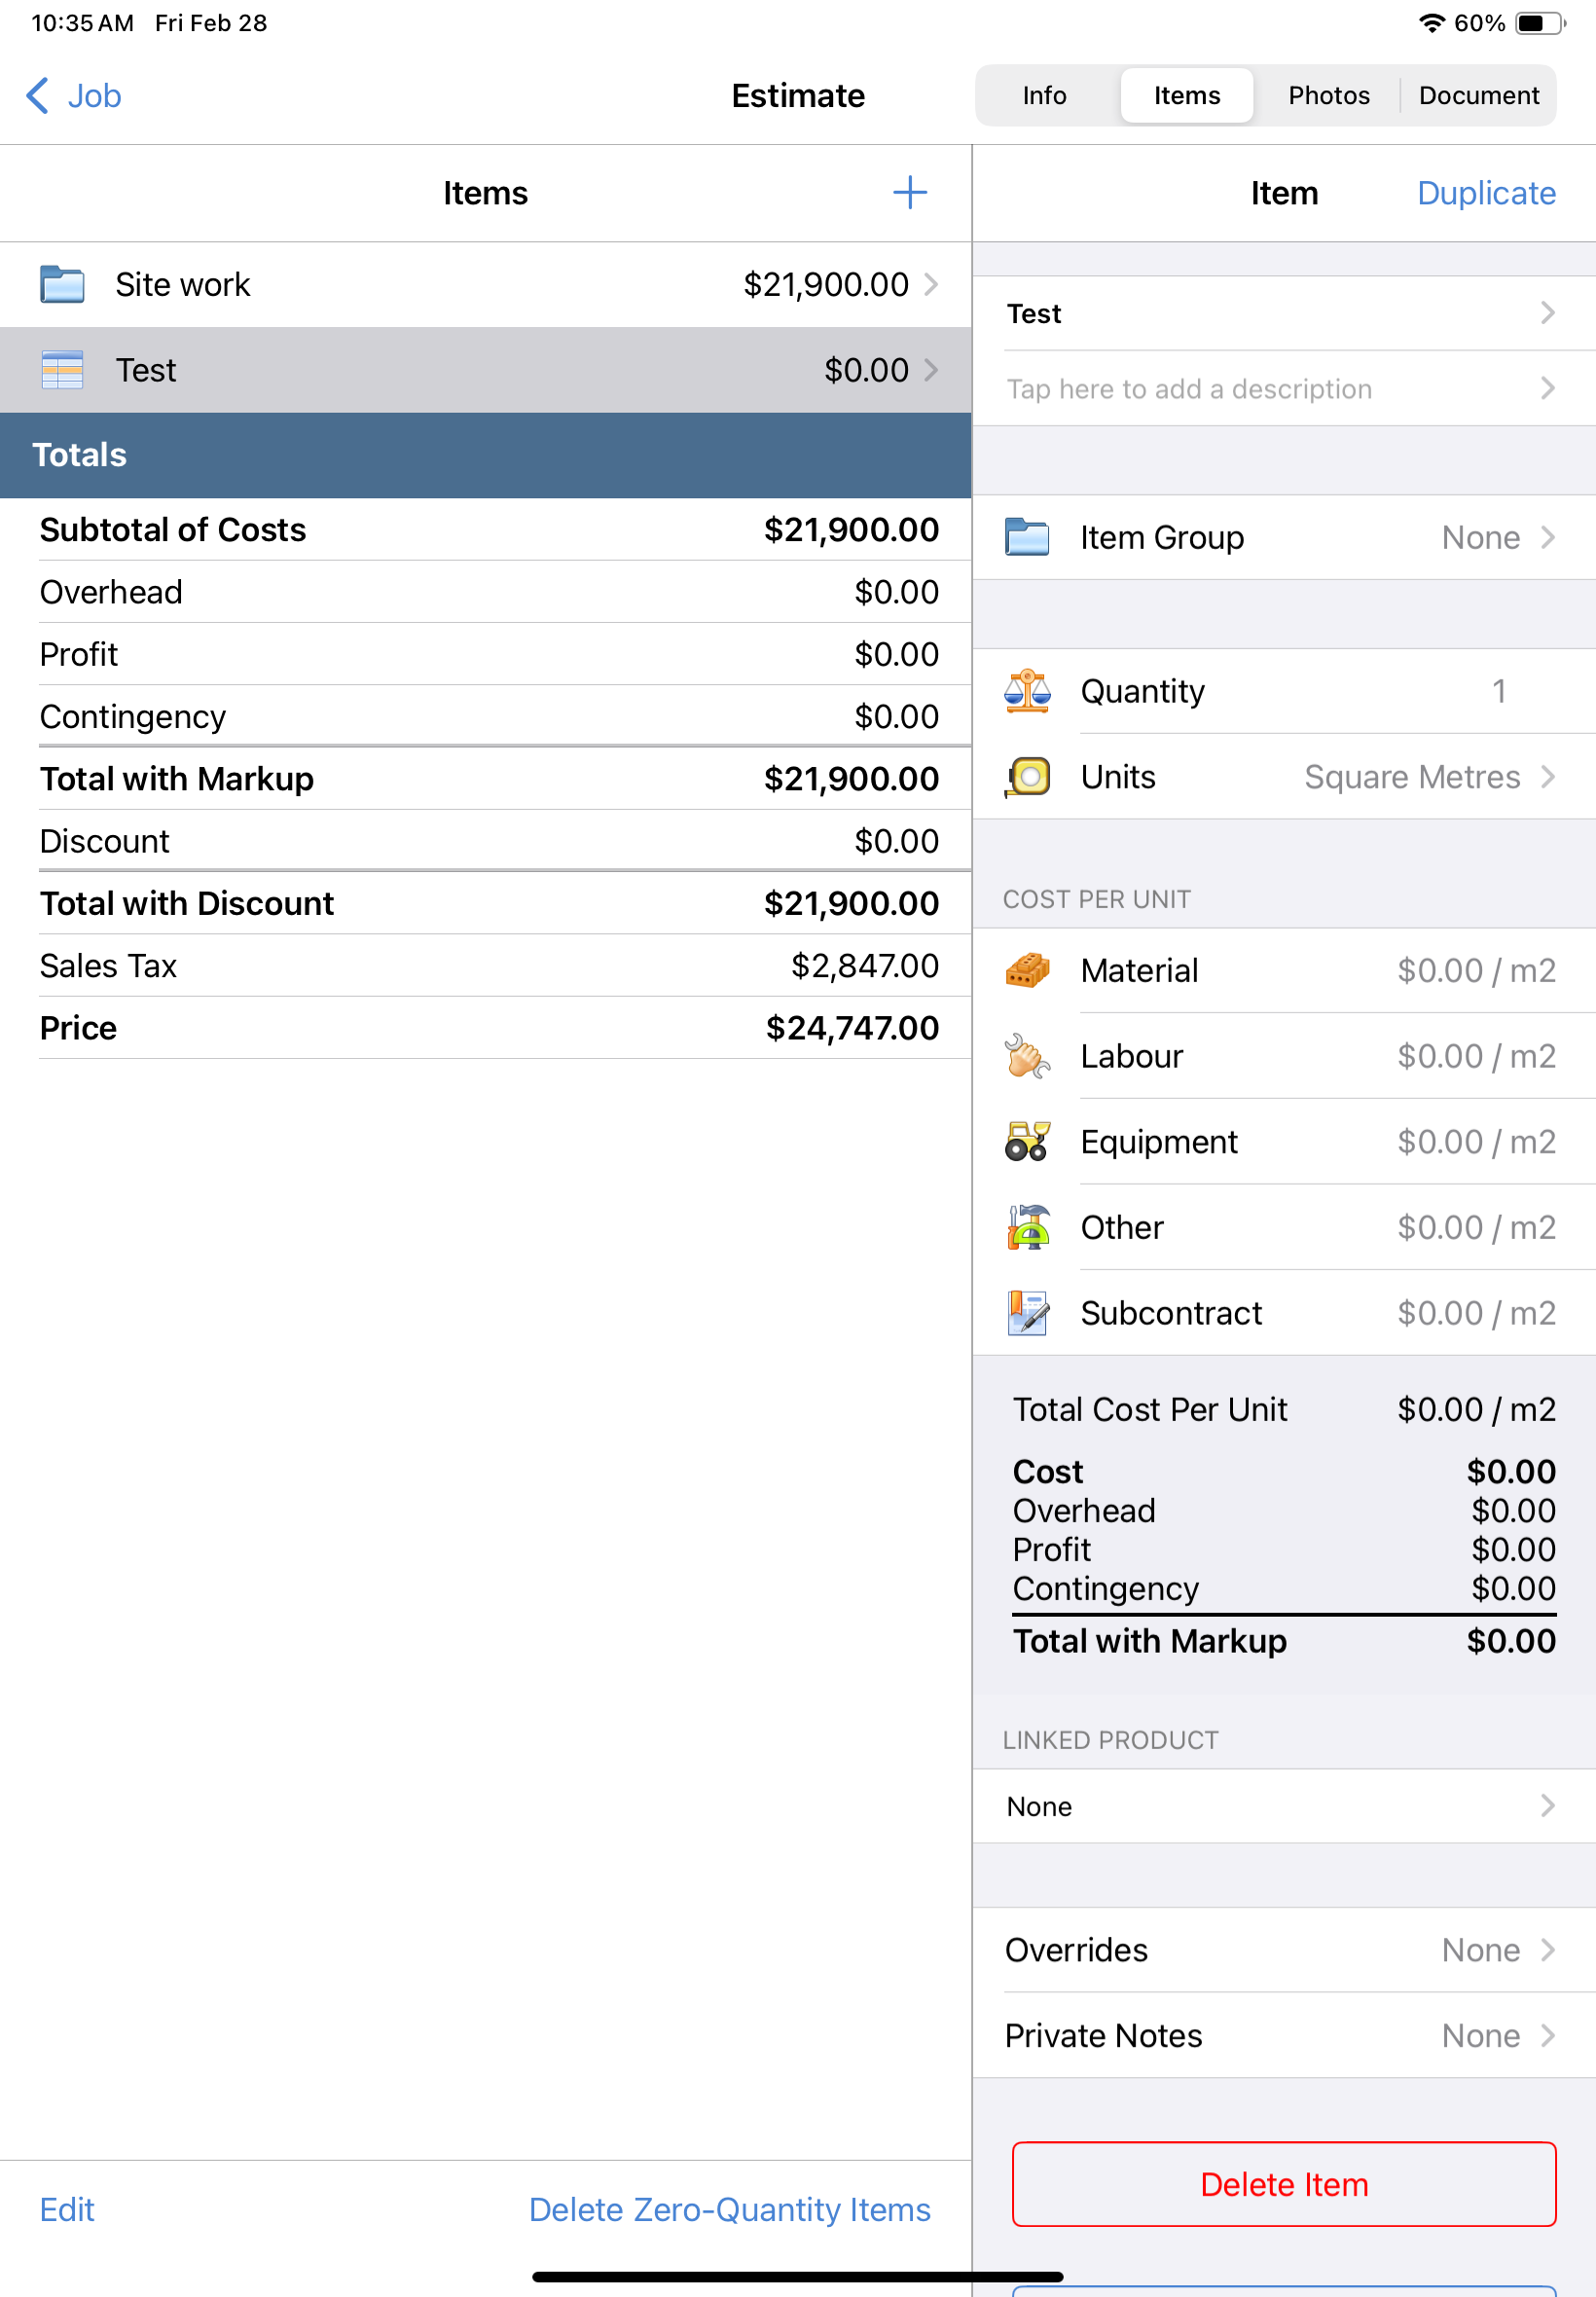 10:35 AM Fri Feb 28
60%
Job
Estimate
Info Items Photos Document
Items
Site work $21,900.00
Test $0.00
Totals
Subtotal of Costs $21,900.00
Overhead $0.00
Profit $0.00
Contingency $0.00
Total with Markup $21,900.00
Discount $0.00
Total with Discount $21,900.00
Sales Tax $2,847.00
Price $24,747.00
Edit
Delete Zero-Quantity Items
Item
Duplicate
Test
Tap here to add a description
Item Group None
Quantity 1
Units Square Metres
COST PER UNIT
Material $0.00 / m2
Labour $0.00 / m2
Equipment $0.00 / m2
Other $0.00 / m2
Subcontract $0.00 / m2
Total Cost Per Unit $0.00 / m2
Cost $0.00
Overhead $0.00
Profit $0.00
Contingency $0.00
Total with Markup $0.00
LINKED PRODUCT
None
Overrides None
Private Notes None
Delete Item